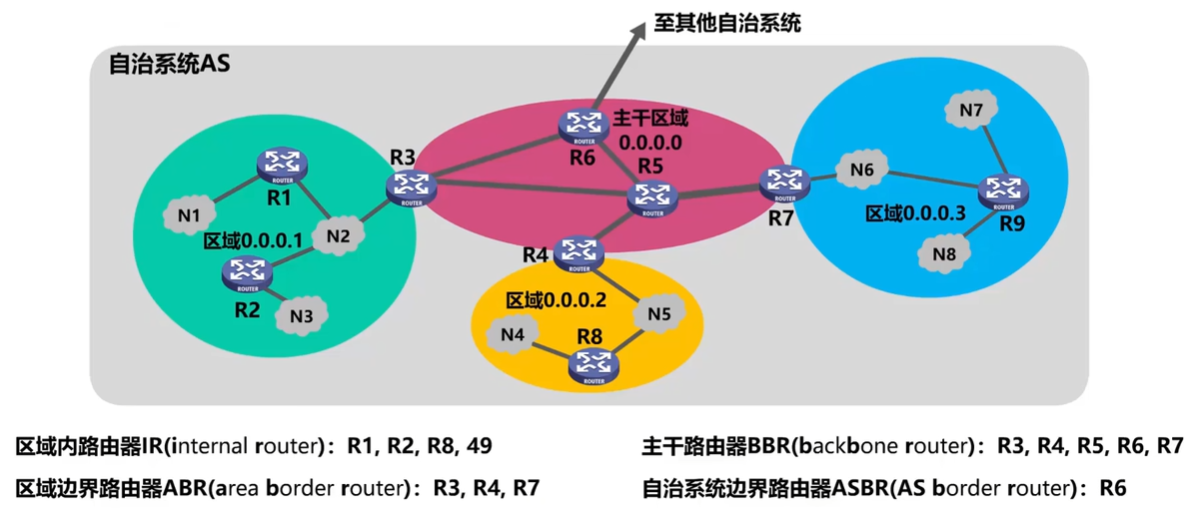 至其他自治系统
自治系统AS
N7
主干区域
0.0.0.0
ROUTER
R6
R3
R5
ROUTER
R1
N6
ROUTER
ROUTER
ROUTER
ROUTER
N1
R7
区域0.0.0.3
ROUTER
R9
区域0.0.0.1
N2
R4
ROUTER
N8
ROUTER
R2
N3
区域0.0.0.2
N5
N4
R8
ROUTER
区域内路由器IR(internal router)：R1, R2, R8, 49
主干路由器BBR(backbone router)：R3, R4, R5, R6, R7
区域边界路由器ABR(area border router)：R3, R4, R7
自治系统边界路由器ASBR(AS border router)：R6